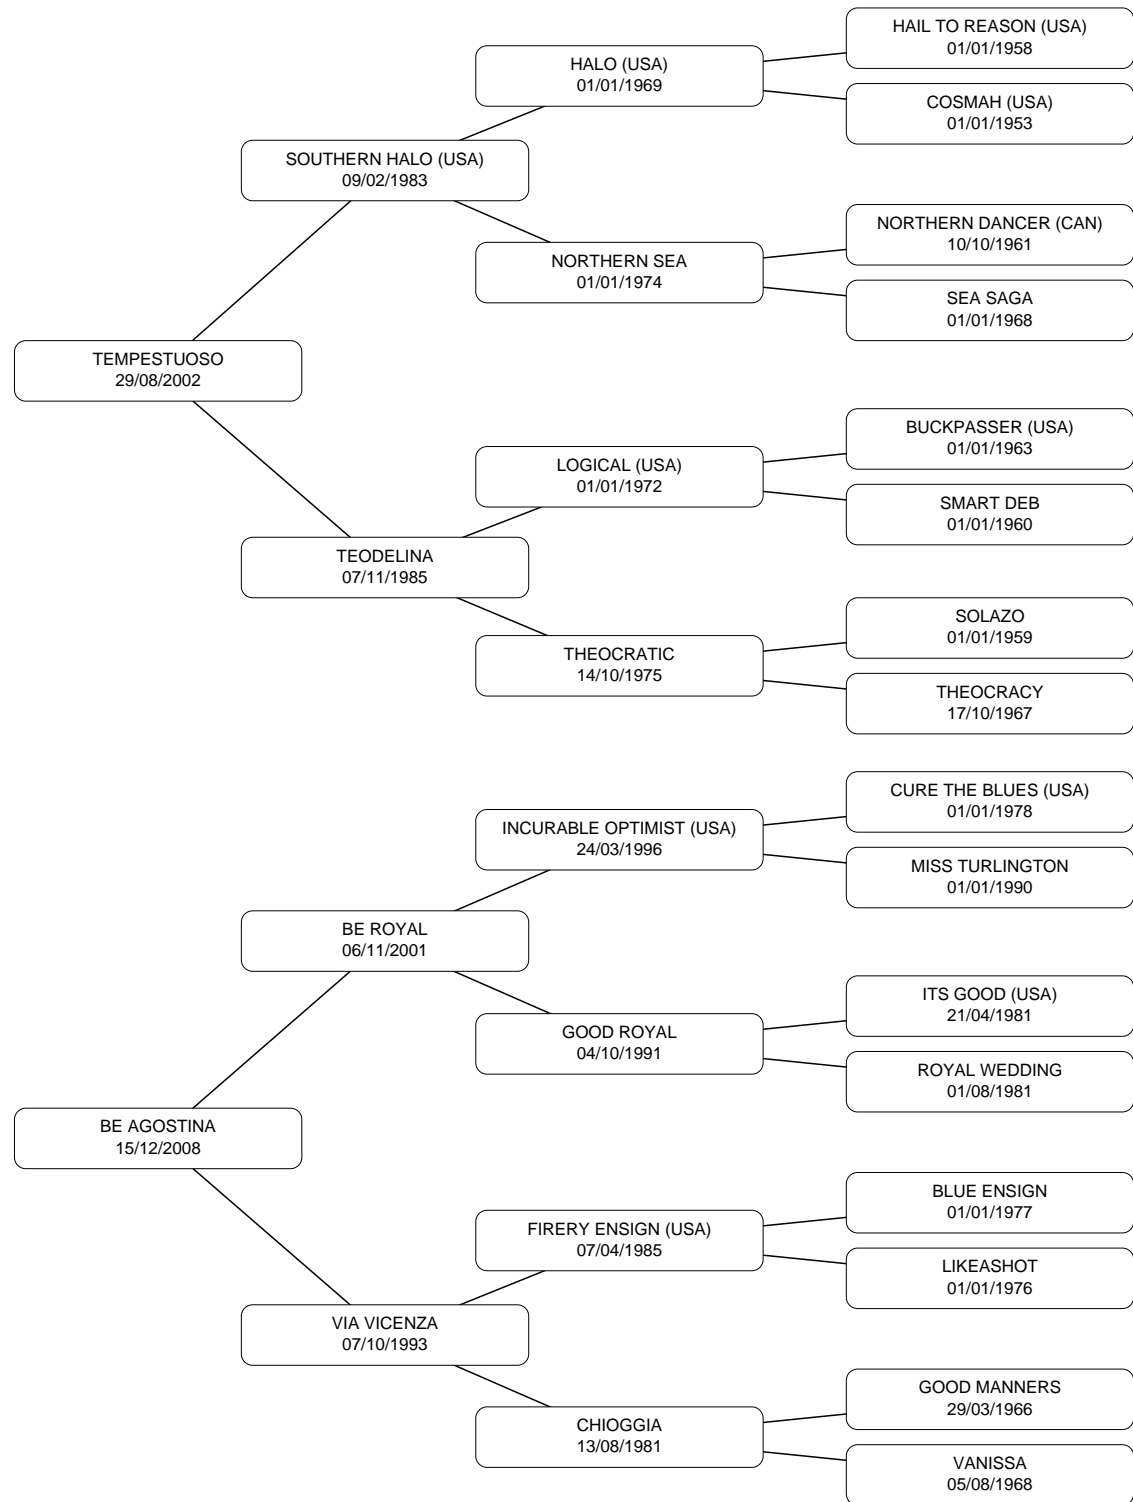 HAIL TO REASON (USA)
01/01/1958
HALO (USA)
01/01/1969
COSMAH (USA)
01/01/1953
SOUTHERN HALO (USA)
09/02/1983
NORTHERN DANCER (CAN)
10/10/1961
NORTHERN SEA
01/01/1974
SEA SAGA
01/01/1968
TEMPESTUOSO
29/08/2002
BUCKPASSER (USA)
01/01/1963
LOGICAL (USA)
01/01/1972
SMART DEB
01/01/1960
TEODELINA
07/11/1985
SOLAZO
01/01/1959
THEOCRATIC
14/10/1975
THEOCRACY
17/10/1967
CURE THE BLUES (USA)
01/01/1978
INCURABLE OPTIMIST (USA)
24/03/1996
MISS TURLINGTON
01/01/1990
BE ROYAL
06/11/2001
ITS GOOD (USA)
21/04/1981
GOOD ROYAL
04/10/1991
ROYAL WEDDING
01/08/1981
BE AGOSTINA
15/12/2008
BLUE ENSIGN
01/01/1977
FIRERY ENSIGN (USA)
07/04/1985
LIKEASHOT
01/01/1976
VIA VICENZA
07/10/1993
GOOD MANNERS
29/03/1966
CHIOGGIA
13/08/1981
VANISSA
05/08/1968